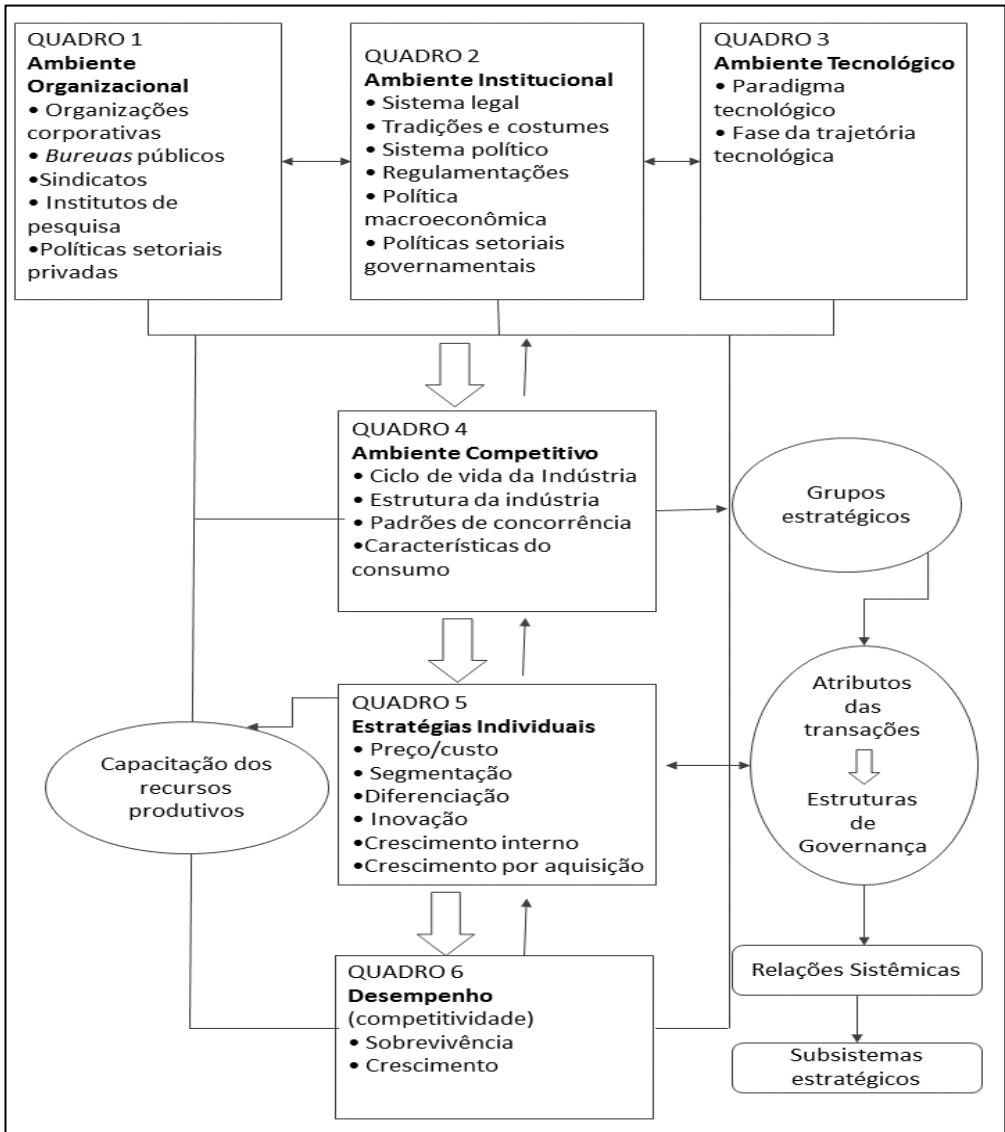 QUADRO 1
Ambiente
Organizacional
• Organizações
corporativas
• Bureuas públicos
•Sindicatos
• Institutos de
pesquisa
•Políticas setoriais
privadas
QUADRO 2
Ambiente Institucional
• Sistema legal
• Tradições e costumes
• Sistema político
• Regulamentações
• Política
macroeconômica
• Políticas setoriais
governamentais
QUADRO 3
Ambiente Tecnológico
• Paradigma
tecnológico
• Fase da trajetória
tecnológica
QUADRO 4
Ambiente Competitivo
• Ciclo de vida da Indústria
• Estrutura da indústria
• Padrões de concorrência
•Características do
consumo
Grupos
estratégicos
QUADRO 5
Estratégias Individuais
• Preço/custo
• Segmentação
•Diferenciação
• Inovação
•Crescimento interno
•Crescimento por aquisição
Capacitação dos
recursos
produtivos
Atributos
das
transações
Estruturas
de
Governança
QUADRO 6
Desempenho
(competitividade)
• Sobrevivência
• Crescimento
Relações Sistêmicas
Subsistemas
estratégicos